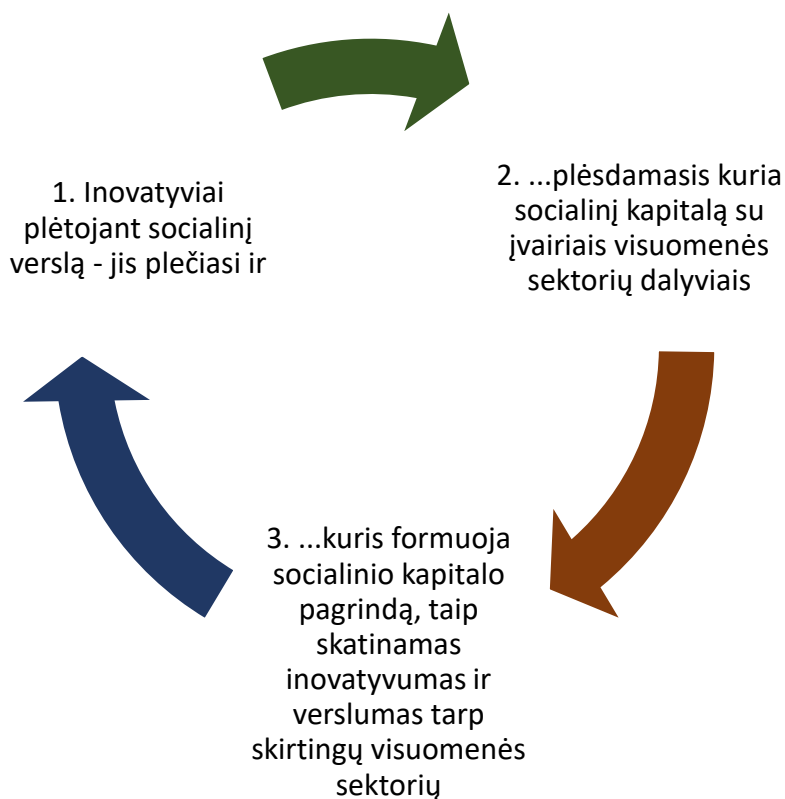 1. Inovatyviai
plėtojant socialinį
verslą - jis plečiasi ir
2. ...plėsdamasis kuria
socialinį kapitalą su
įvairiais visuomenės
sektorių dalyviais
3. ...kuris formuoja
socialinio kapitalo
pagrindą, taip
skatinamas
inovatyvumas ir
verslumas tarp
skirtingų visuomenės
sektorių